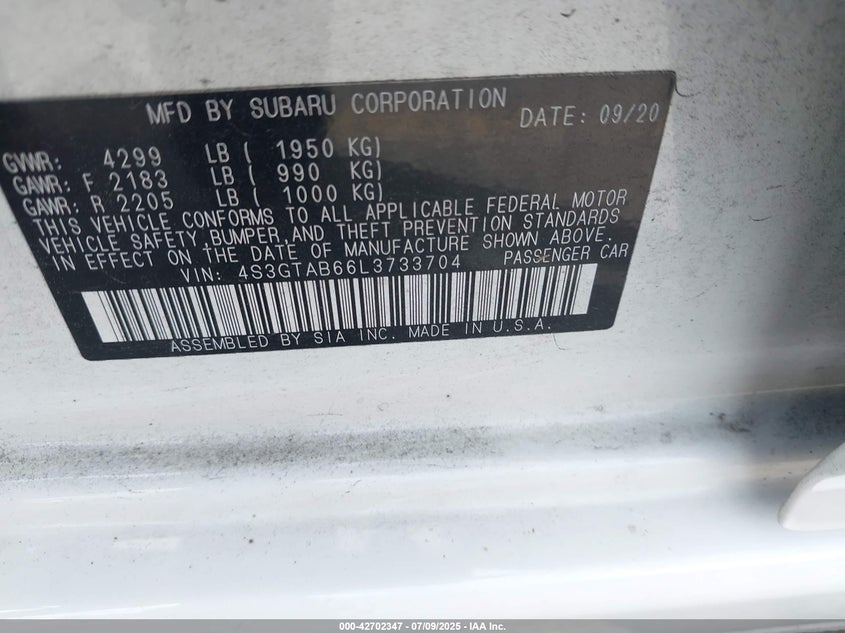 MFD BY SUBARU CORPORATION DATE: 09/20
GVWR: 4299 LB ( 1950 KG)
GAWR: F 2183 LB ( 990 KG)
GAWR: R 2205 LB ( 1000 KG)
THIS VEHICLE CONFORMS TO ALL APPLICABLE FEDERAL MOTOR
VEHICLE SAFETY,BUMPER,AND THEFT PREVENTION STANDARDS
IN EFFECT ON THE DATE OF MANUFACTURE SHOWN ABOVE.
VIN: 4S3GTAB66L3733704 PASSENGER CAR
ASSEMBLED BY SIA INC. MADE IN U.S.A.
000-42702347 - 07/09/2025 - IAA Inc.